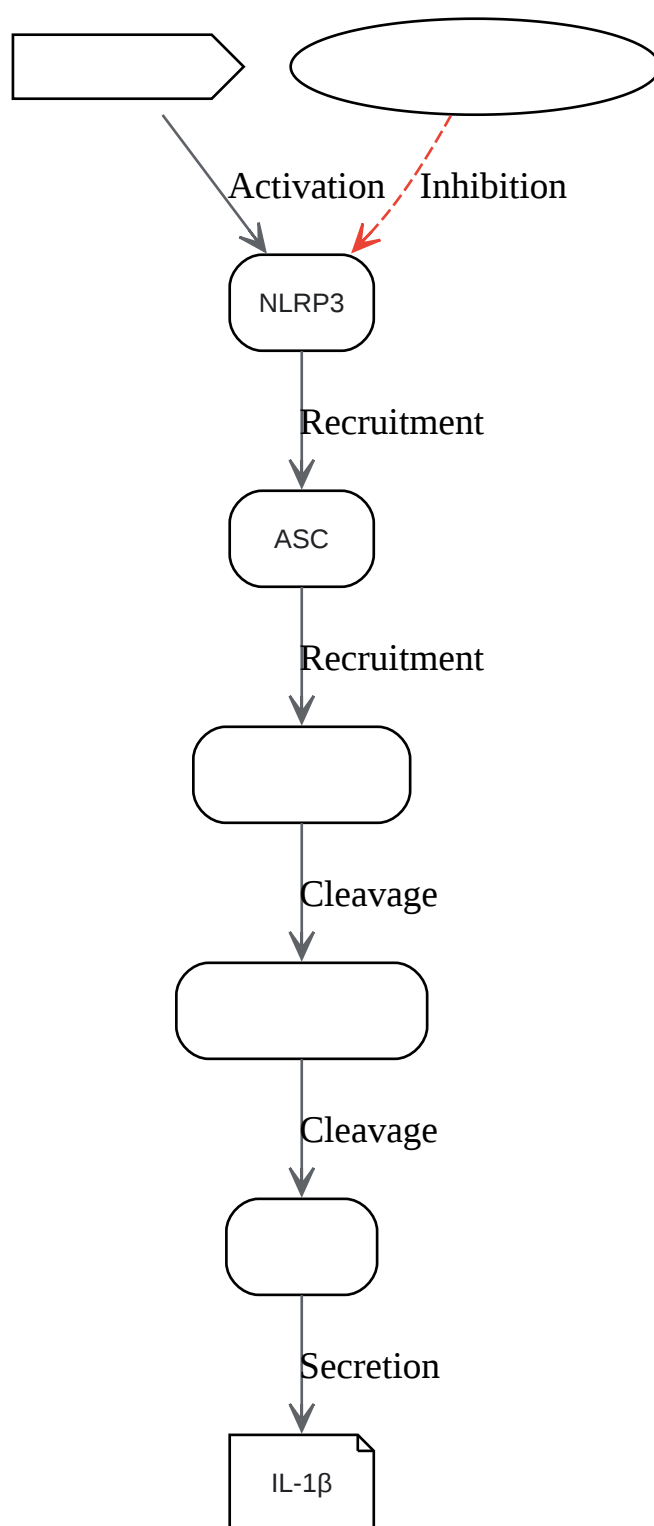 Activation
Inhibition
NLRP3
Recruitment
ASC
Recruitment
Cleavage
Cleavage
Secretion
IL-1β